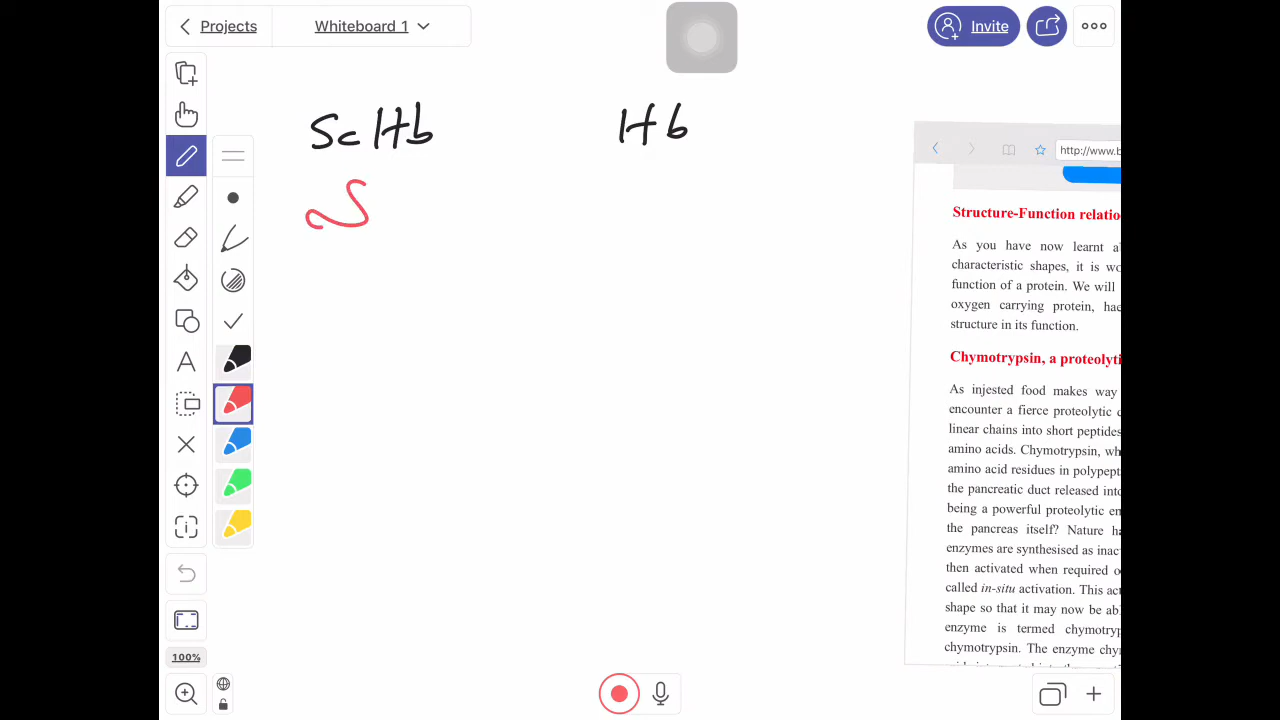 Projects
Whiteboard 1
Invite
Sc Hb
Hb
http://www.b
Structure-Function relatio
As you have now learnt a
characteristic shapes, it is wo
function of a protein. We will
oxygen carrying protein, hae
structure in its function.
Chymotrypsin, a proteolyti
As injested food makes way
encounter a fierce proteolytic
linear chains into short peptides
amino acids. Chymotrypsin, wh
amino acid residues in polypept
the pancreatic duct released into
being a powerful proteolytic en
the pancreas itself? Nature ha
enzymes are synthesised as inac
then activated when required o
called in-situ activation. This act
shape so that it may now be abl
enzyme is termed chymotryp
chymotrypsin. The enzyme chy
A
100%